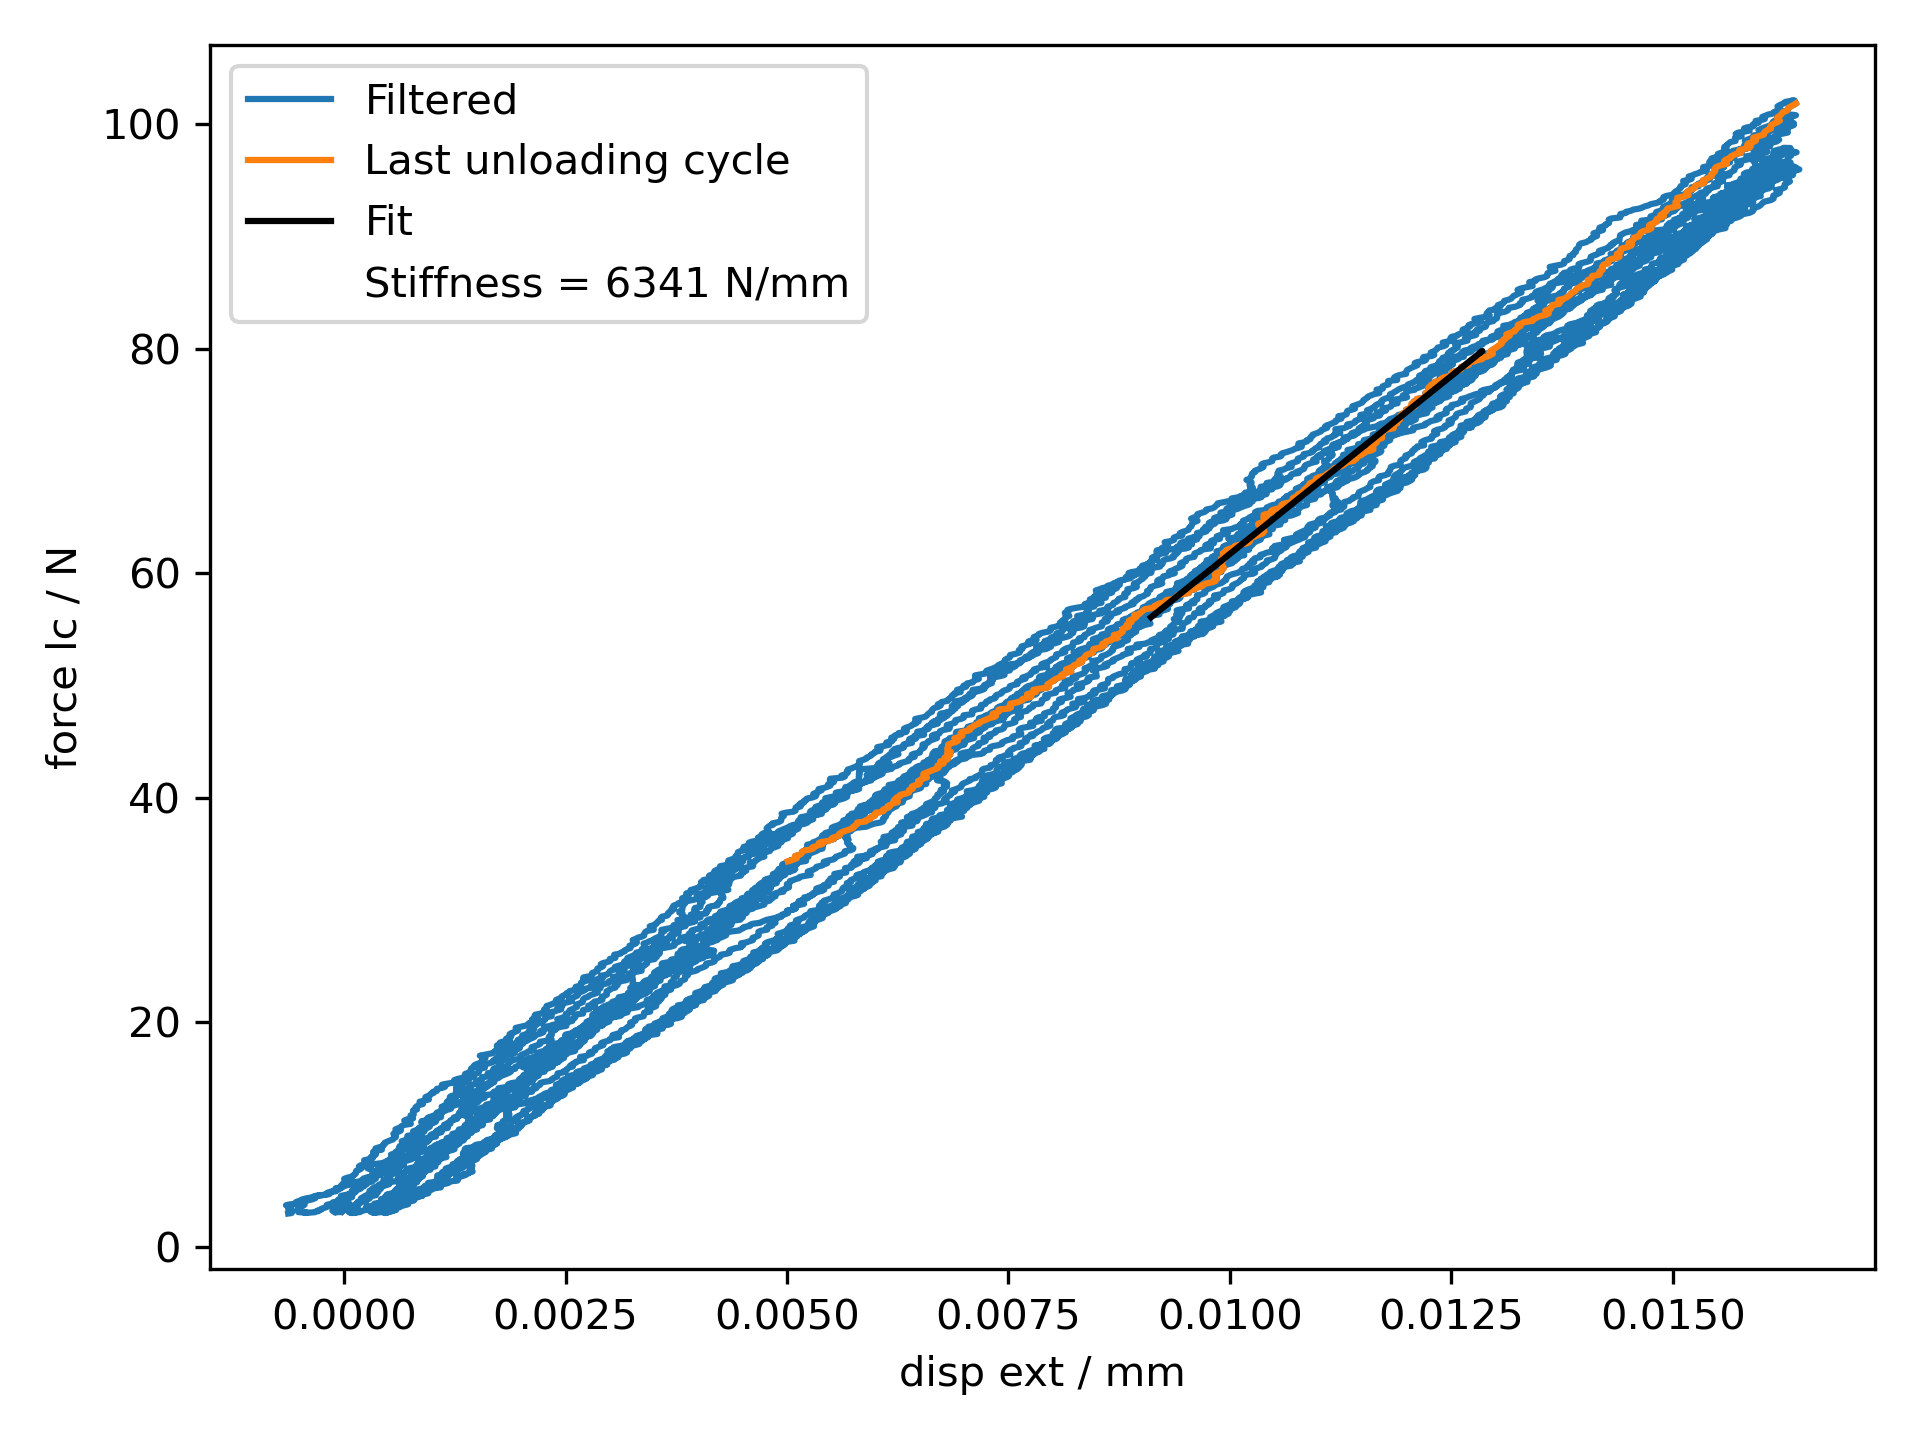 Filtered
Last unloading cycle
Fit
Stiffness = 6341 N/mm
100
80
60
40
20
0
force lc / N
0.0000 0.0025 0.0050 0.0075 0.0100 0.0125 0.0150
disp ext / mm